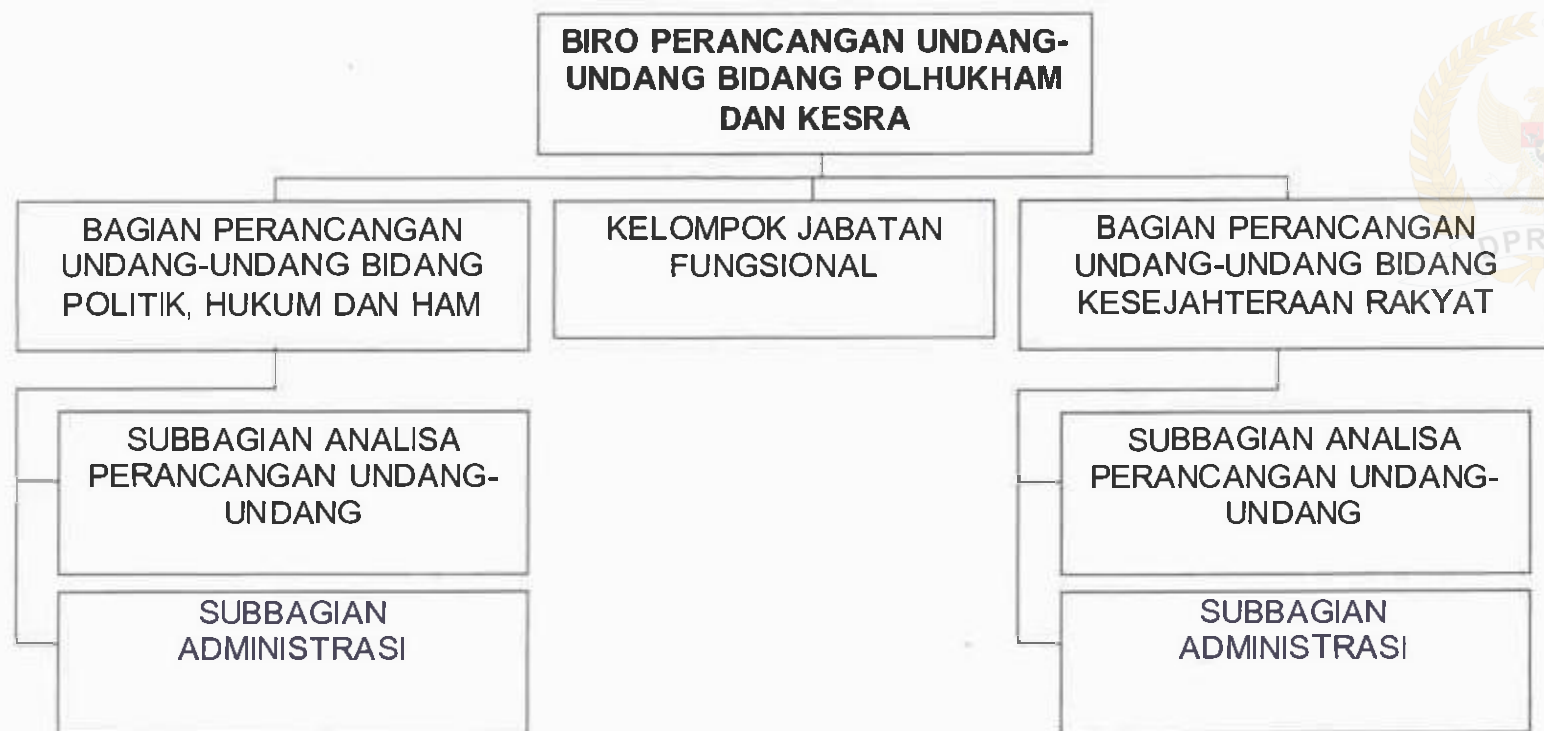 BIRO PERANCANGAN UNDANG-
UNDANG BIDANG POLHUKHAM
DAN KESRA
BAGIAN PERANCANGAN
UNDANG-UNDANG BIDANG
POLITIK, HUKUM DAN HAM
KELOMPOK JABATAN
FUNGSIONAL
BAGIAN PERANCANGAN
UNDANG-UNDANG BIDANG
KESEJAHTERAAN RAKYAT
DPR
SUBBAGIAN ANALISA
PERANCANGAN UNDANG-
UNDANG
SUBBAGIAN
ADMINISTRASI
SUBBAGIAN ANALISA
PERANCANGAN UNDANG-
UNDANG
SUBBAGIAN
ADMINISTRASI